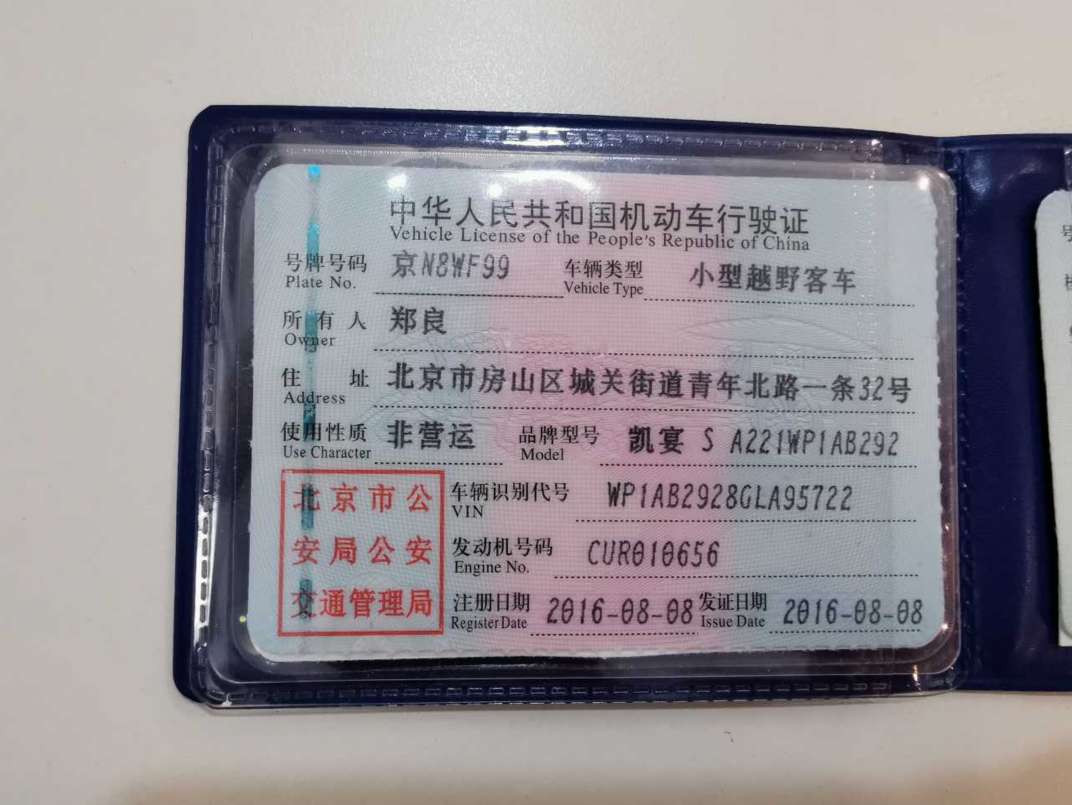 中华人民共和国机动车行驶证
Vehicle License of the People's Republic of China
号牌号码 京N8WF99 车辆类型 小型越野客车
Plate No. Vehicle Type
所有人 郑良
Owner
住址 北京市房山区城关街道青年北路一条32号
Address
使用性质 非营运 品牌型号 凯宴 S A221WP1AB292
Use Character Model
北京市公 车辆识别代号 WP1AB2928GLA95722
VIN
安局公安 发动机号码 CUR010656
Engine No.
交通管理局 注册日期 2016-08-08 发证日期 2016-08-08
Register Date Issue Date